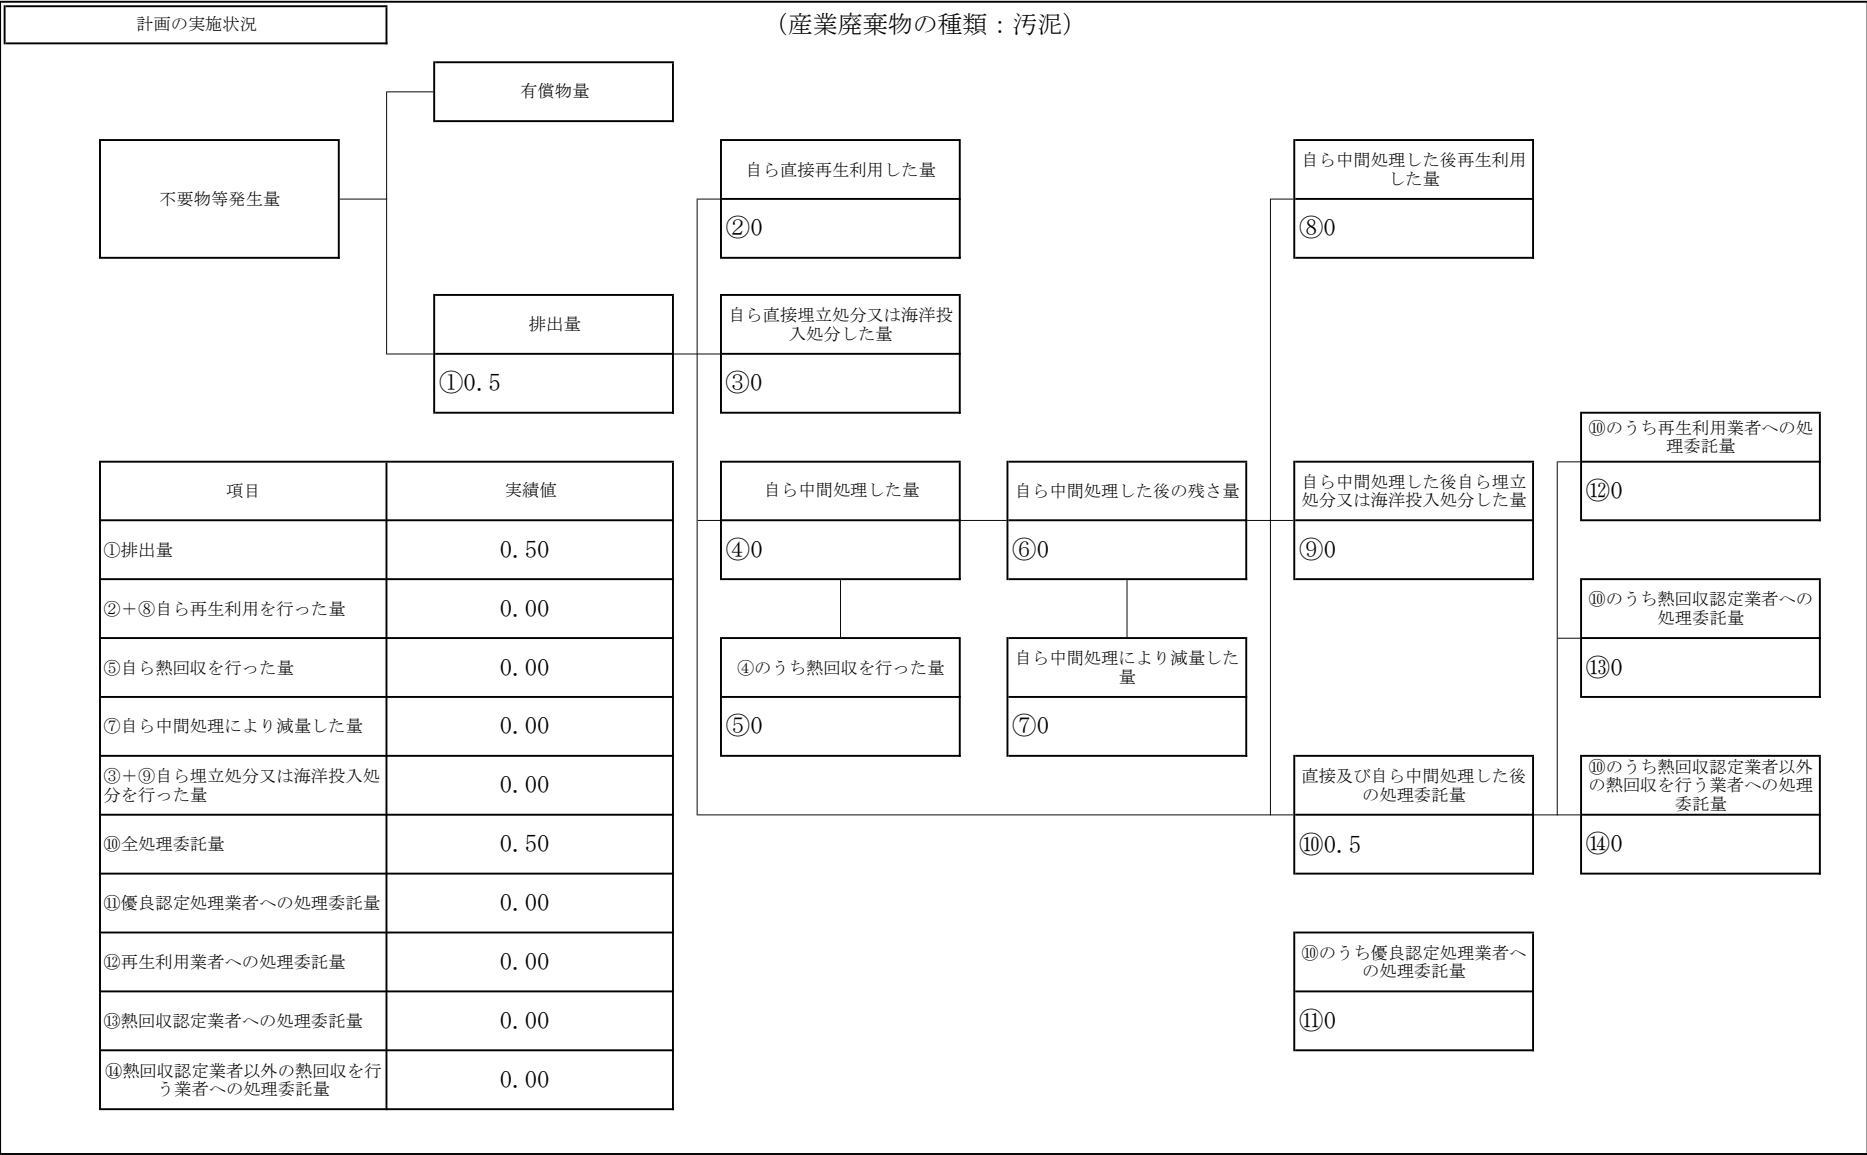 計画の実施状況
（産業廃棄物の種類：汚泥）
有償物量
不要物等発生量
自ら直接再生利用した量
②0
自ら中間処理した後再生利用
した量
⑧0
排出量
①0.5
自ら直接埋立処分又は海洋投
入処分した量
③0
⑩のうち再生利用業者への処
理委託量
⑫0
項目
実績値
①排出量
0.50
②＋⑧自ら再生利用を行った量
0.00
⑤自ら熱回収を行った量
0.00
⑦自ら中間処理により減量した量
0.00
③＋⑨自ら埋立処分又は海洋投入処
分を行った量
0.00
⑩全処理委託量
0.50
⑪優良認定処理業者への処理委託量
0.00
⑫再生利用業者への処理委託量
0.00
⑬熱回収認定業者への処理委託量
0.00
⑭熱回収認定業者以外の熱回収を行
う業者への処理委託量
0.00
自ら中間処理した量
④0
自ら中間処理した後の残さ量
⑥0
自ら中間処理した後自ら埋立
処分又は海洋投入処分した量
⑨0
④のうち熱回収を行った量
⑤0
自ら中間処理により減量した
量
⑦0
⑩のうち熱回収認定業者への
処理委託量
⑬0
直接及び自ら中間処理した後
の処理委託量
⑩0.5
⑩のうち熱回収認定業者以外
の熱回収を行う業者への処理
委託量
⑭0
⑩のうち優良認定処理業者へ
の処理委託量
⑪0